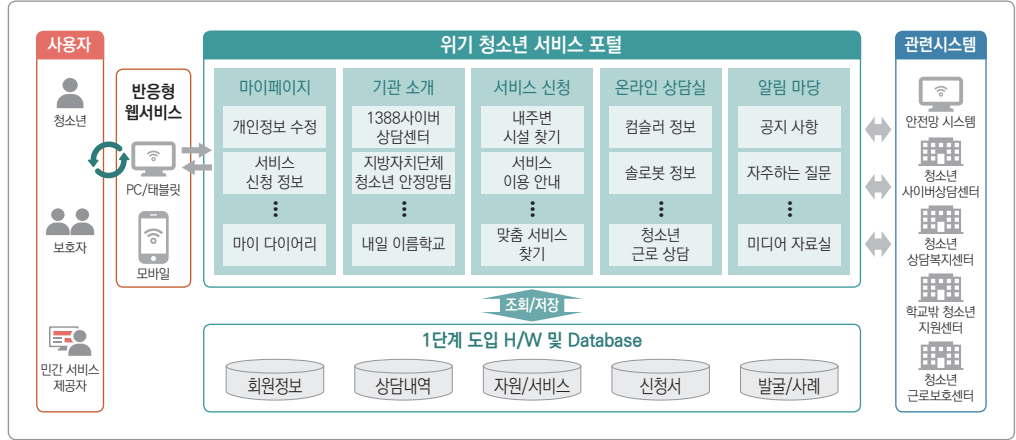 사용자
청소년
보호자
민간 서비스
제공자
반응형
웹서비스
PC/태블릿
모바일
위기 청소년 서비스 포털
마이페이지
개인정보 수정
서비스
신청 정보
마이 다이어리
기관 소개
1388사이버
상담센터
지방자치단체
청소년 안정망팀
내일 이룸학교
서비스 신청
내주변
시설 찾기
서비스
이용 안내
맞춤 서비스
찾기
온라인 상담실
컴슬러 정보
솔로봇 정보
청소년
근로 상담
알림 마당
공지 사항
자주하는 질문
미디어 자료실
조회/저장
1단계 도입 H/W 및 Database
회원정보
상담내역
자원/서비스
신청서
발굴/사례
관련시스템
안전망 시스템
청소년
사이버상담센터
청소년
상담복지센터
학교밖 청소년
지원센터
청소년
근로보호센터